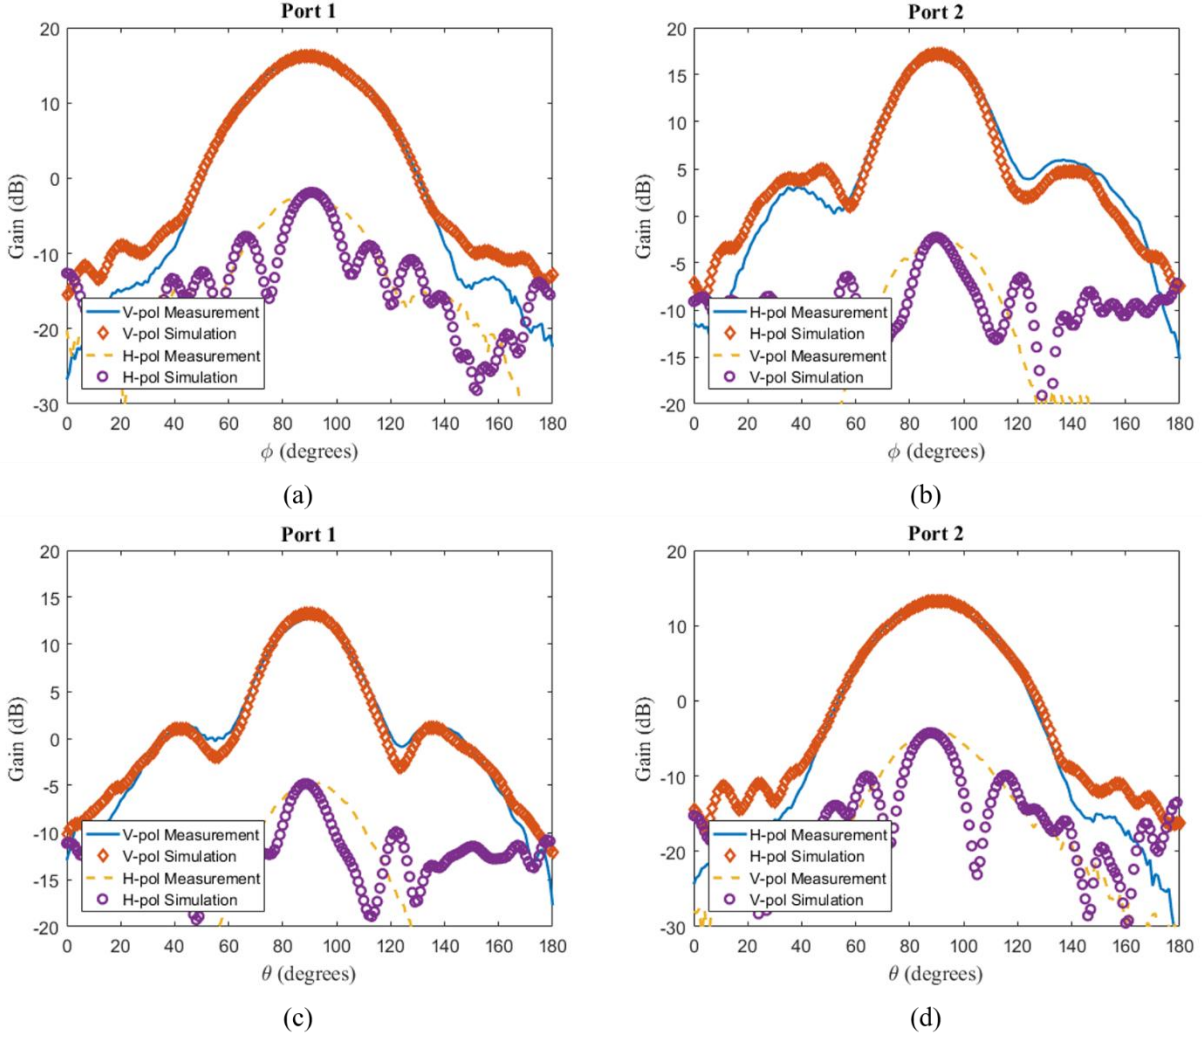 Port 1
20
10
0
-10
-20
-30
Gain (dB)
V-pol Measurement
V-pol Simulation
H-pol Measurement
H-pol Simulation
0 20 40 60 80 100 120 140 160 180
ϕ (degrees)
(a)
Port 2
20
15
10
5
0
-5
-10
-15
-20
Gain (dB)
H-pol Measurement
H-pol Simulation
V-pol Measurement
V-pol Simulation
0 20 40 60 80 100 120 140 160 180
ϕ (degrees)
(b)
Port 1
20
15
10
5
0
-5
-10
-15
-20
Gain (dB)
V-pol Measurement
V-pol Simulation
H-pol Measurement
H-pol Simulation
0 20 40 60 80 100 120 140 160 180
θ (degrees)
(c)
Port 2
20
10
0
-10
-20
-30
Gain (dB)
H-pol Measurement
H-pol Simulation
V-pol Measurement
V-pol Simulation
0 20 40 60 80 100 120 140 160 180
θ (degrees)
(d)